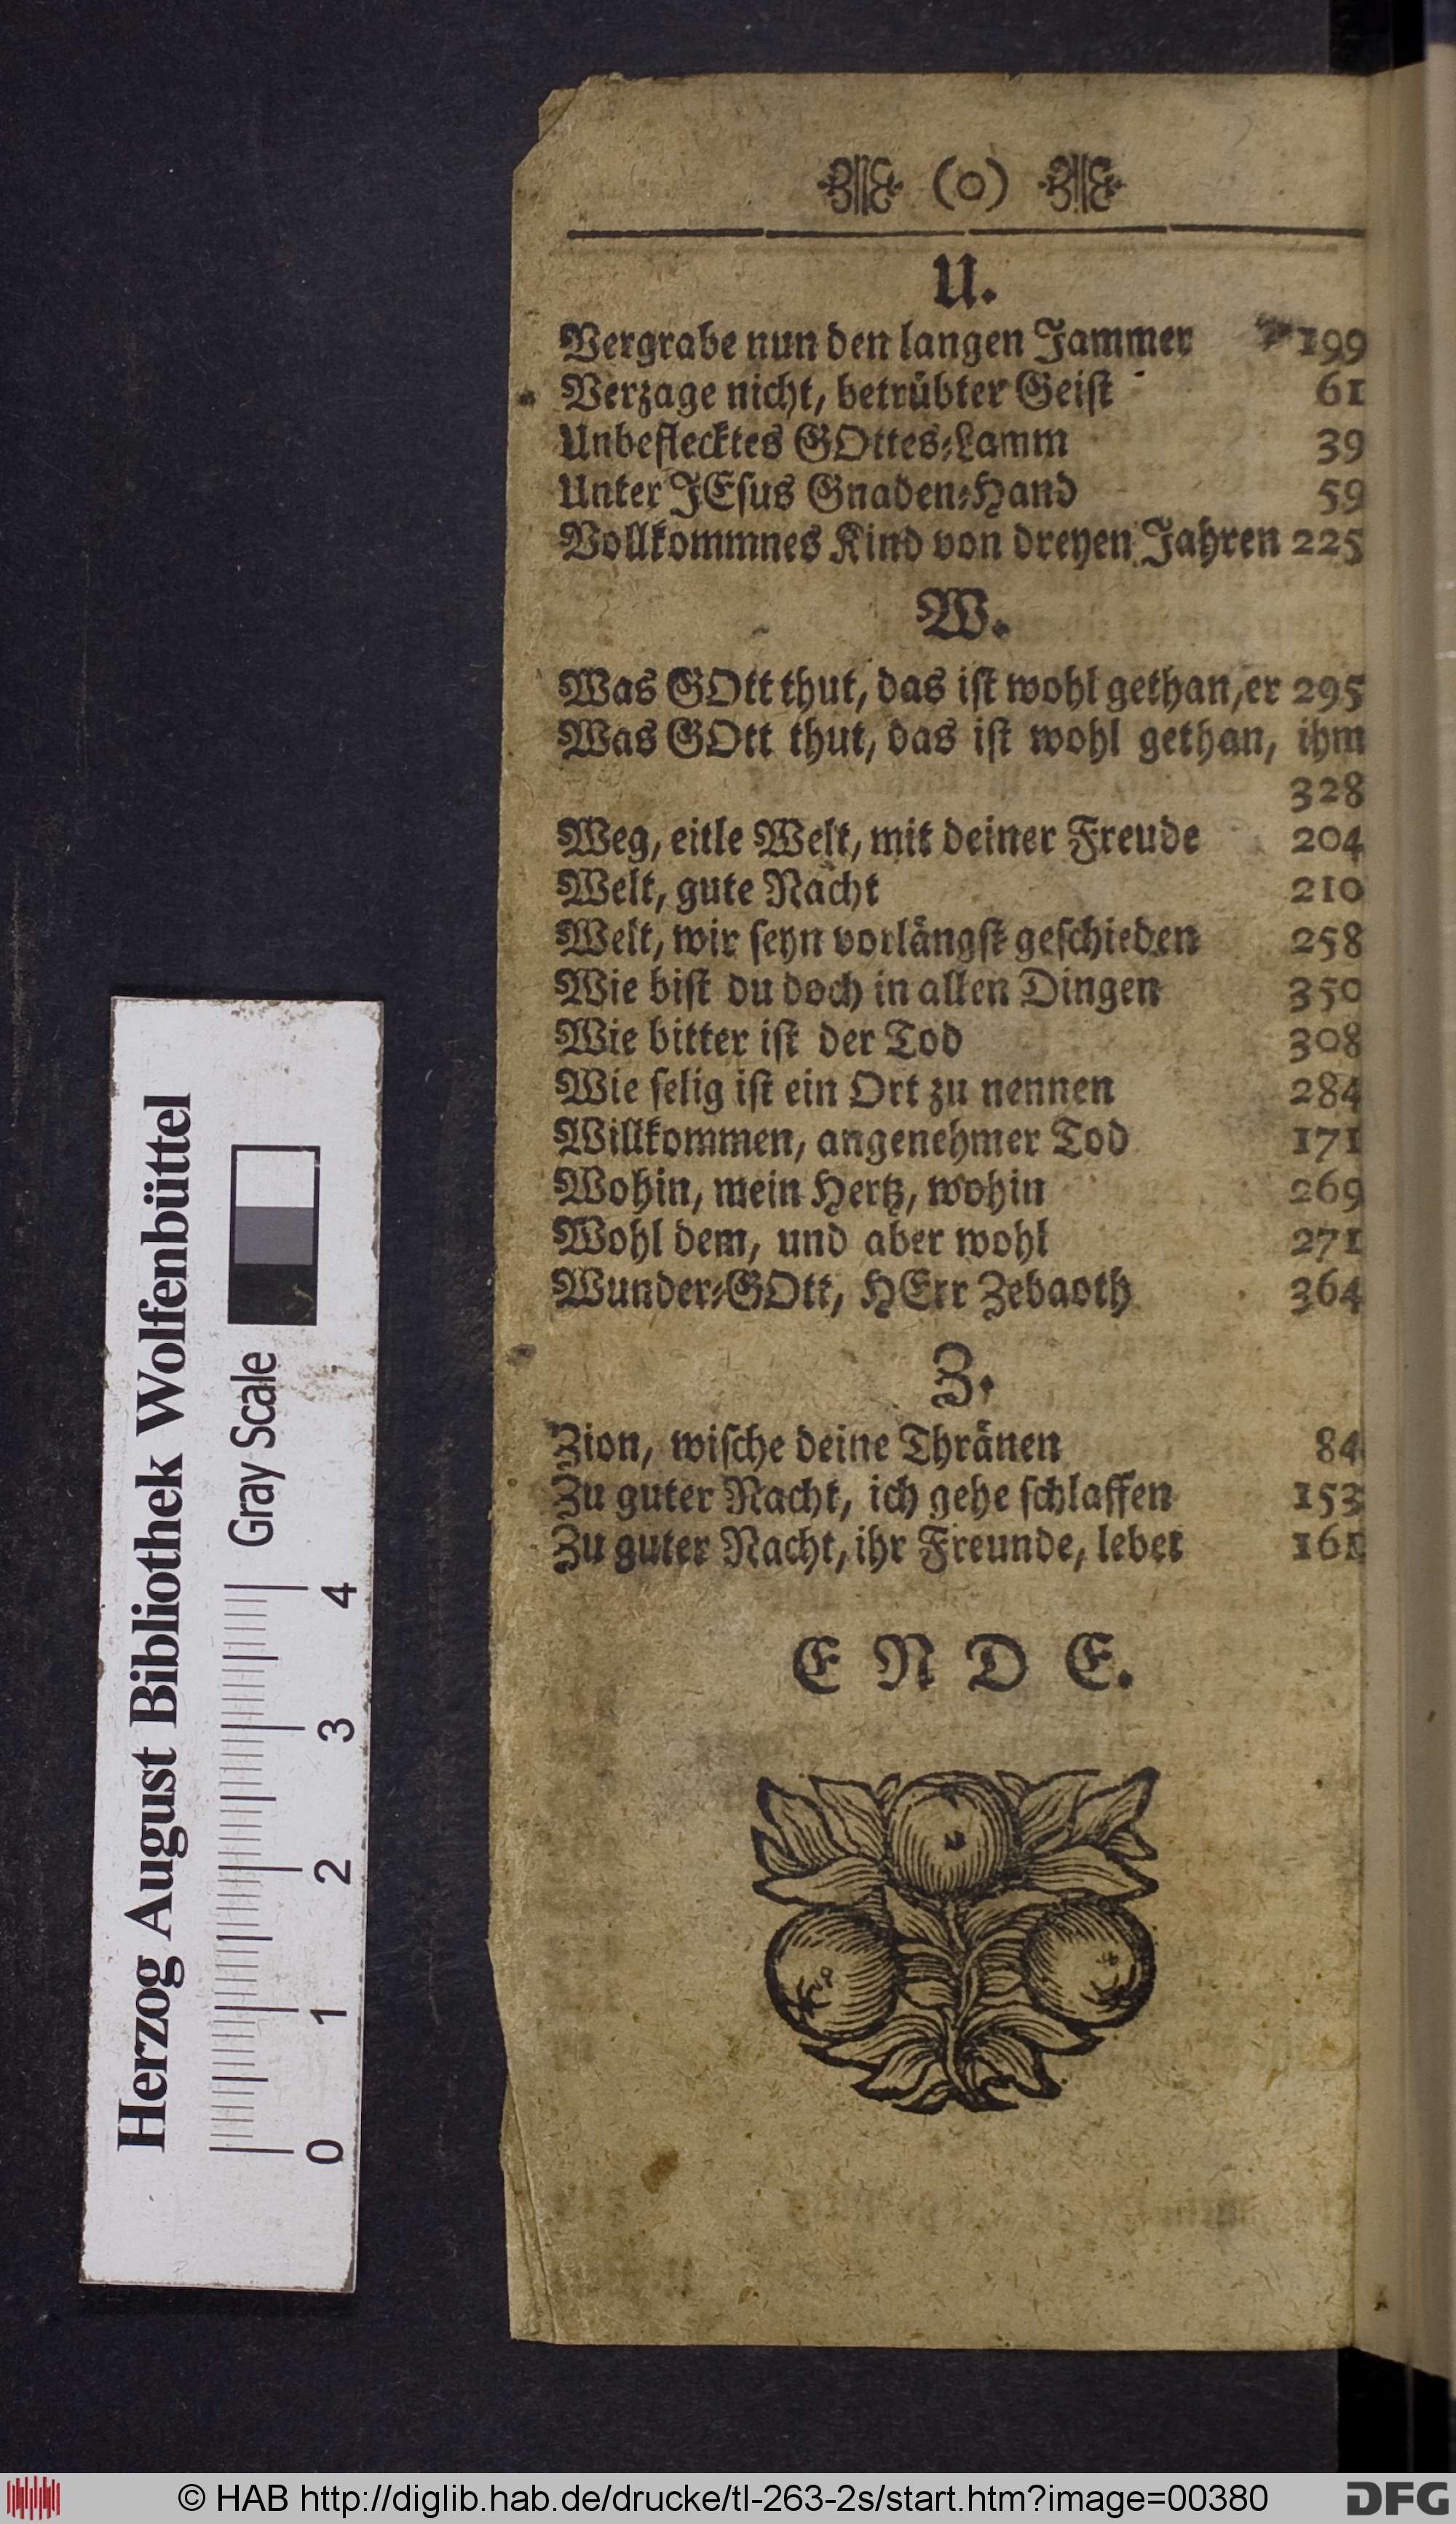 (o)
U.
Vergrabe nun den langen Jammer 199
Verzage nicht, betrübter Geist 61
Unbeflecktes GOttes-Lamm 39
Unter JEsus Gnaden-Hand 59
Vollkommnes Kind von dreyen Jahren 225
W.
Was GOtt thut, das ist wohl gethan, er 295
Was GOtt thut, das ist wohl gethan, ihm
328
Weg, eitle Welt, mit deiner Freude 204
Welt, gute Nacht 210
Welt, wir seyn vorlängst geschieden 258
Wie bist du doch in allen Dingen 350
Wie bitter ist der Tod 308
Wie selig ist ein Ort zu nennen 284
Willkommen, angenehmer Tod 171
Wohin, mein Hertz, wohin 269
Wohl dem, und aber wohl 271
Wunder-GOtt, HErr Zebaoth 364
Z.
Zion, wische deine Thränen 84
Zu guter Nacht, ich gehe schlaffen 153
Zu guter Nacht, ihr Freunde, lebet 161
ENDE.
Herzog August Bibliothek Wolfenbüttel
Gray Scale
0 1 2 3 4
© HAB http://diglib.hab.de/drucke/tl-263-2s/start.htm?image=00380
DFG